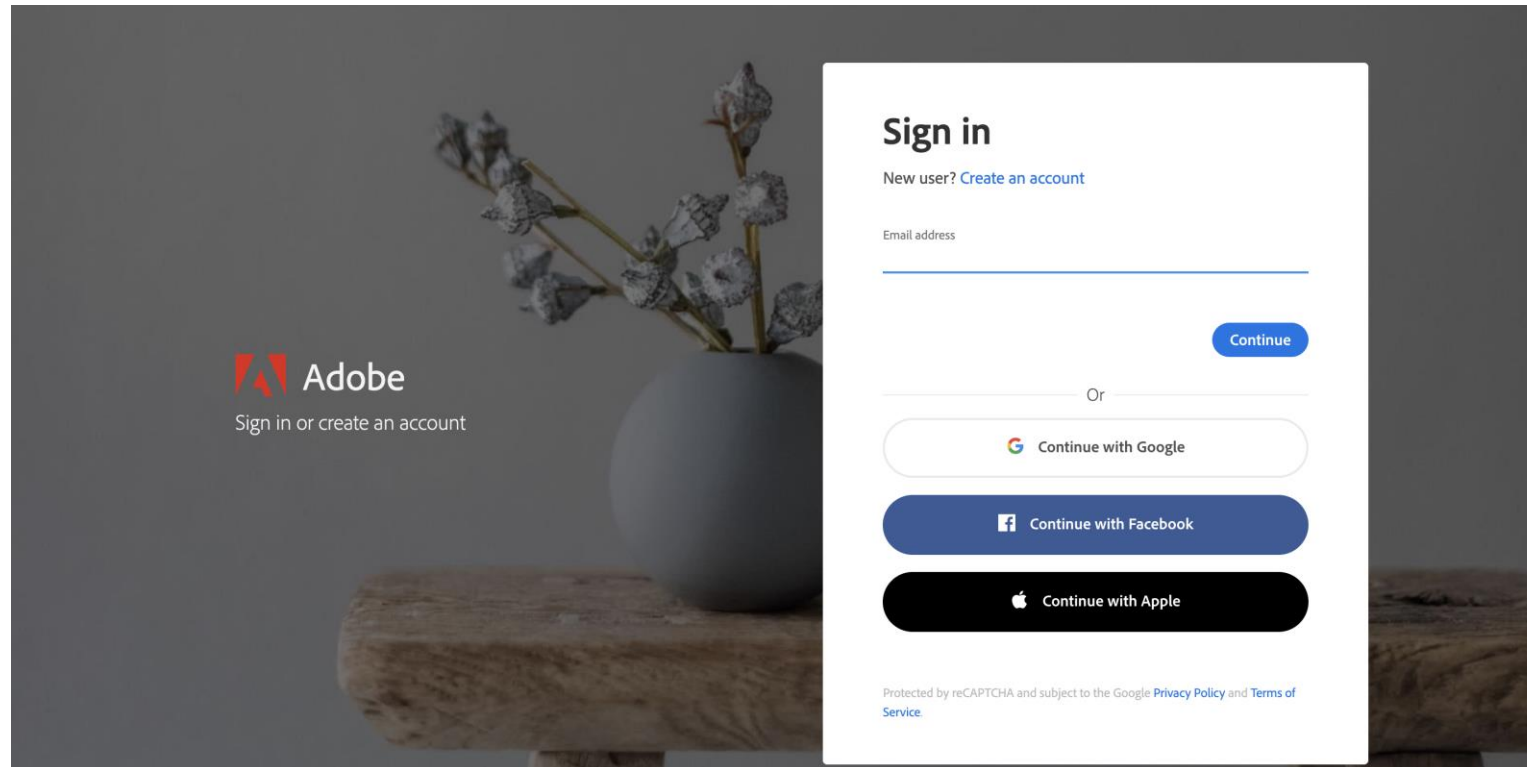 Adobe
Sign in or create an account
Sign in
New user? Create an account
Email address
Continue
Or
Continue with Google
Continue with Facebook
Continue with Apple
Protected by reCAPTCHA and subject to the Google Privacy Policy and Terms of
Service.